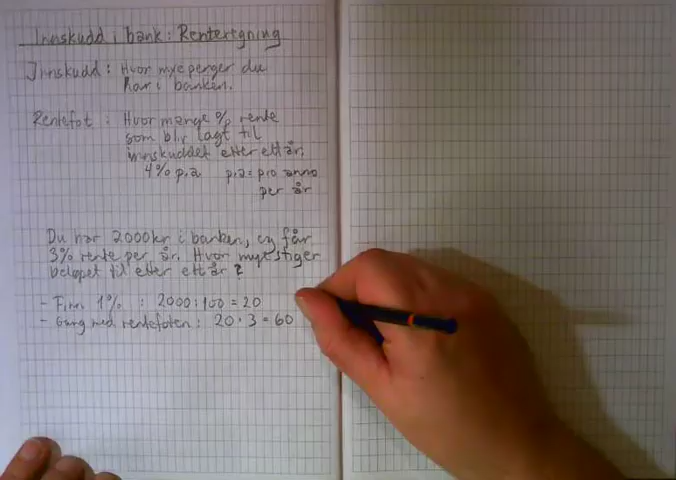 Innskudd i bank: Renteregning
Innskudd: Hvor mye penger du
har i banken.
Rentefot: Hvor mange % rente
som blir lagt til
innskuddet etter ett år.
4% p.a p.a = pro anno
per år
Du har 2000kr i banken, og får
3% rente per år. Hvor mye stiger
beløpet til etter ett år?
- Finn 1% : 2000:100 = 20
- Gang med rentefoten: 20 · 3 = 60